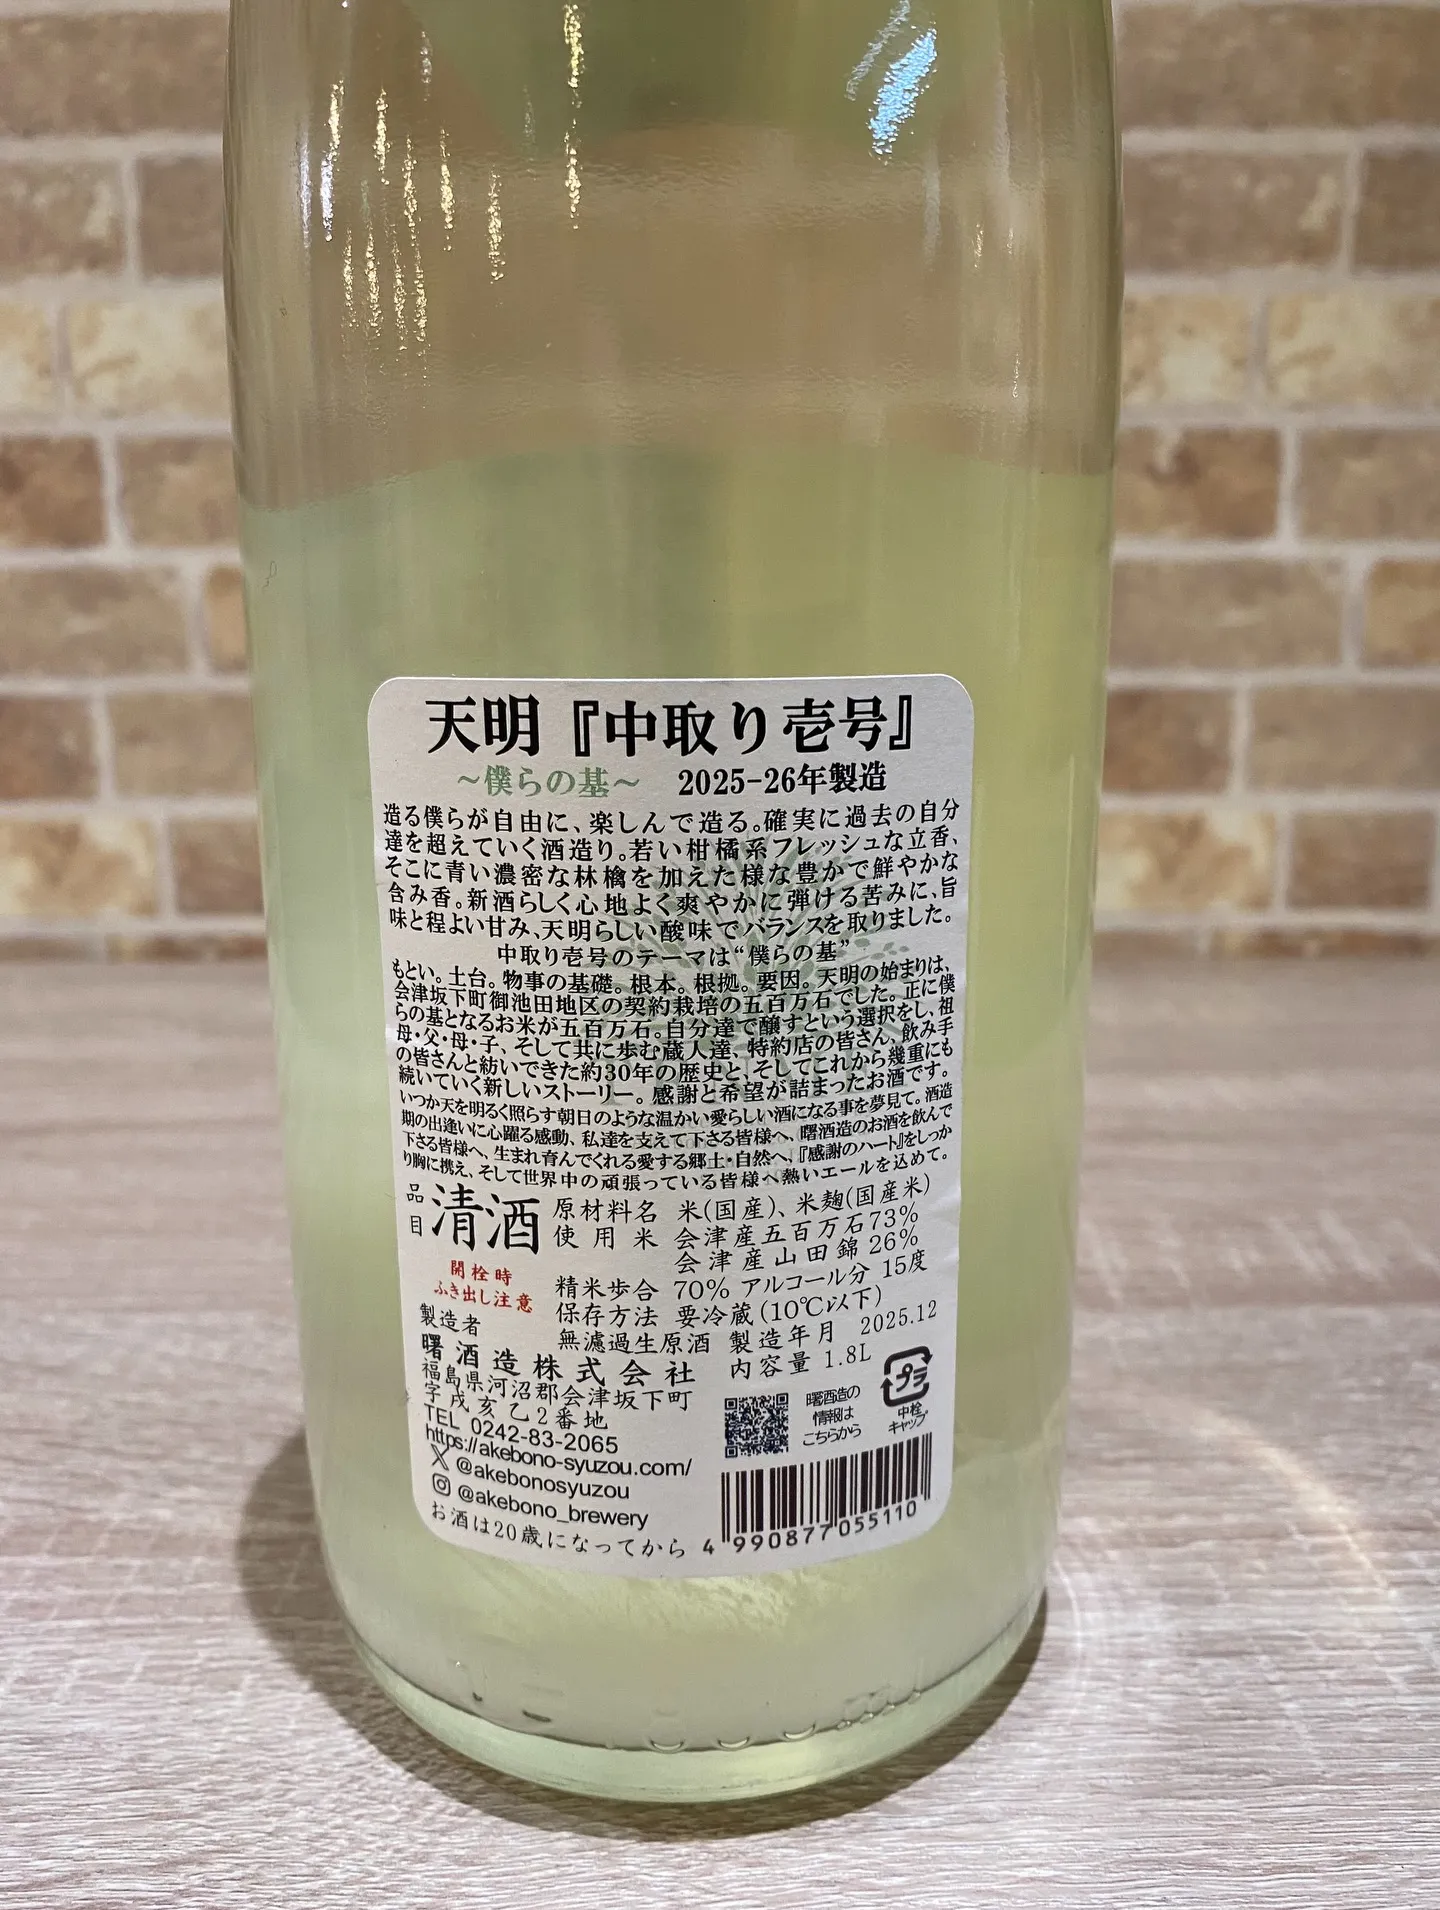 天明『中取り壱号』
～僕らの基～ 2025-26年製造
造る僕らが自由に、楽しんで造る。確実に過去の自分
達を超えていく酒造り。若い柑橘系フレッシュな立香、
そこに青い濃密な林檎を加えた様な豊かで鮮やかな
含み香。新酒らしく心地よく爽やかに弾ける苦みに、旨
味と程よい甘み、天明らしい酸味でバランスを取りました。
中取り壱号のテーマは“僕らの基”
もとい。土台。物事の基礎。根本。根拠。要因。天明の始まりは、
会津坂下町御池田地区の契約栽培の五百万石でした。正に僕
らの基となるお米が五百万石。自分達で醸すという選択をし、祖
母・父・母・子、そして共に歩む蔵人達、特約店の皆さん、飲み手
の皆さんと紡いできた約30年の歴史と、そしてこれから幾重にも
続いていく新しいストーリー。感謝と希望が詰まったお酒です。
いつか天を明るく照らす朝日のような温かい愛らしい酒になる事を夢見て。酒造
期の出逢いに心躍る感動、私達を支えて下さる皆様へ、曙酒造のお酒を飲んで
下さる皆様へ、生まれ育んでくれる愛する郷土・自然へ、『感謝のハート』をしっか
り胸に携え、そして世界中の頑張っている皆様へ熱いエールを込めて。
品目 清酒
原材料名 米(国産)、米麹(国産米)
使用米 会津産五百万石73%
会津産山田錦26%
開栓時
ふき出し注意
精米歩合 70% アルコール分 15度
保存方法 要冷蔵(10℃以下)
無濾過生原酒 製造年月 2025.12
内容量 1.8L
製造者
曙酒造株式会社
福島県河沼郡会津坂下町
字戌亥乙2番地
TEL 0242-83-2065
https://akebono-syuzou.com/
X @akebonosyuzou
@akebono_brewery
お酒は20歳になってから
曙酒造の
情報は
こちらから
プラ
中栓
キャップ
4 990877 055110